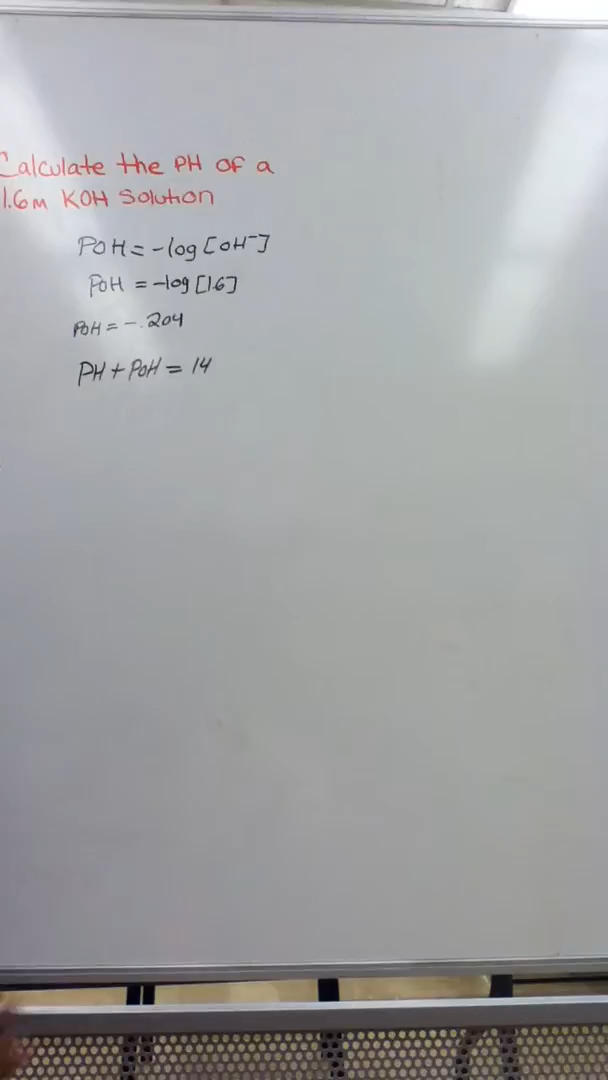 Calculate the PH of a
1.6m KOH Solution
POH = -log [OH⁻]
POH = -log [1.6]
POH = -.204
PH + POH = 14